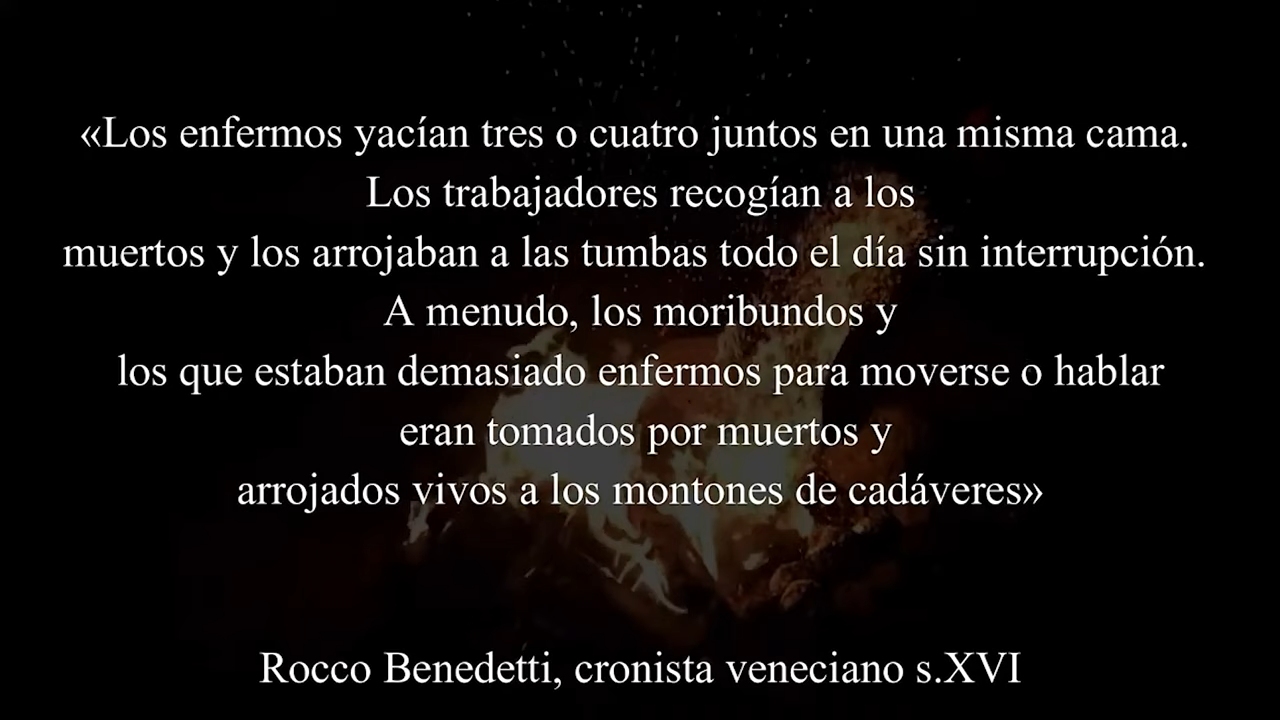 «Los enfermos yacían tres o cuatro juntos en una misma cama.
Los trabajadores recogían a los
muertos y los arrojaban a las tumbas todo el día sin interrupción.
A menudo, los moribundos y
los que estaban demasiado enfermos para moverse o hablar
eran tomados por muertos y
arrojados vivos a los montones de cadáveres»
Rocco Benedetti, cronista veneciano s.XVI